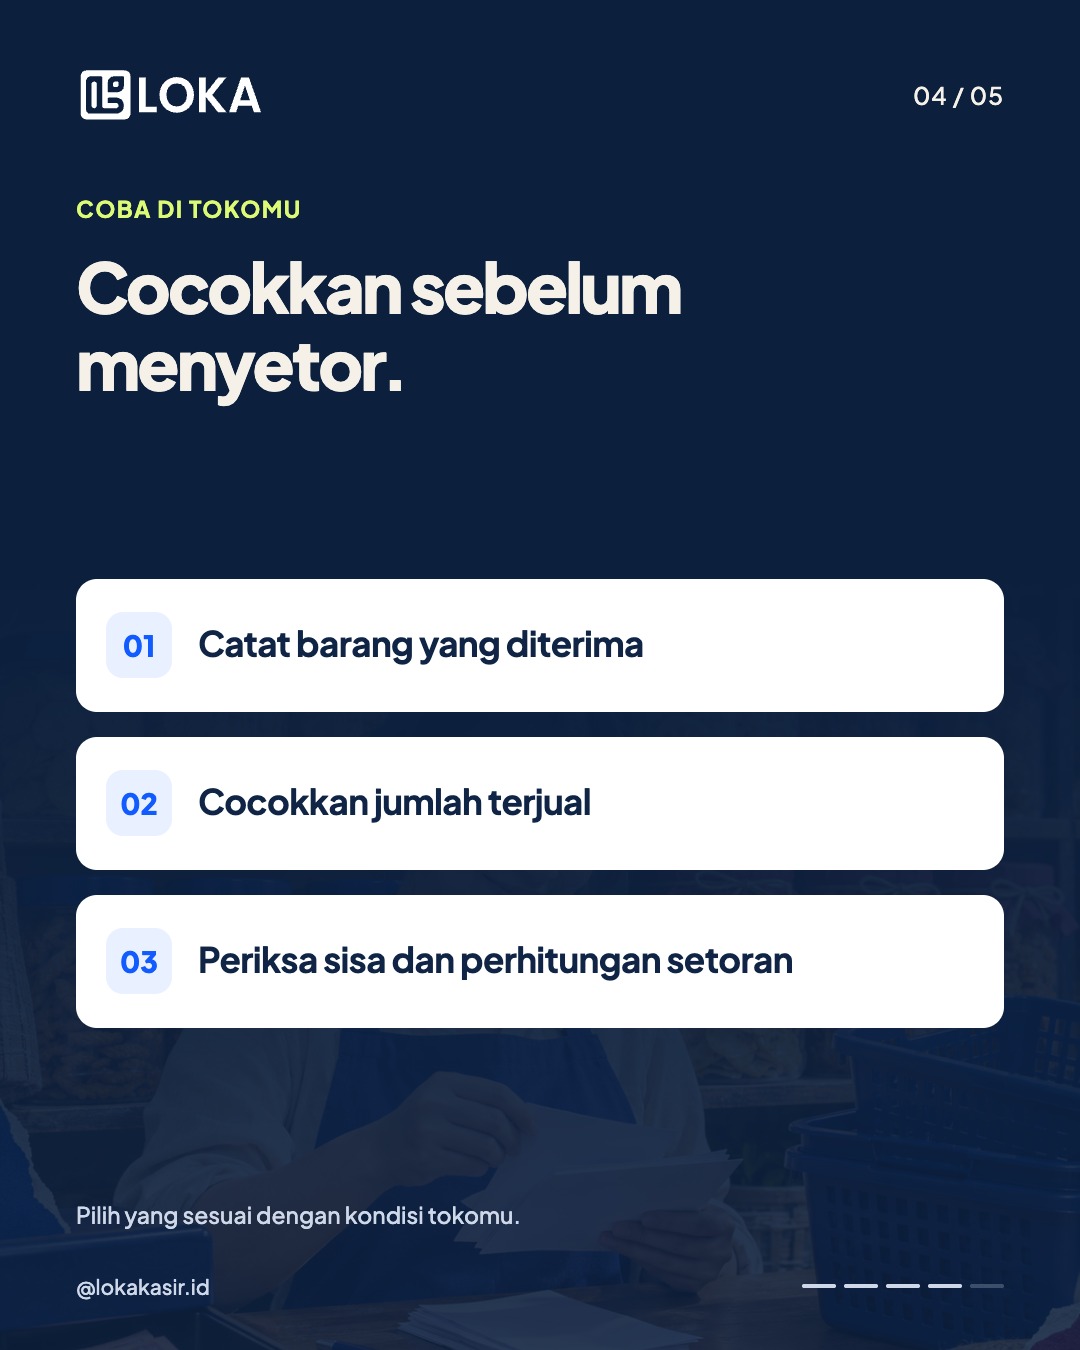 LOKA
04 / 05
COBA DI TOKOMU
Cocokkan sebelum
menyetor.
01 Catat barang yang diterima
02 Cocokkan jumlah terjual
03 Periksa sisa dan perhitungan setoran
Pilih yang sesuai dengan kondisi tokomu.
@lokakasir.id